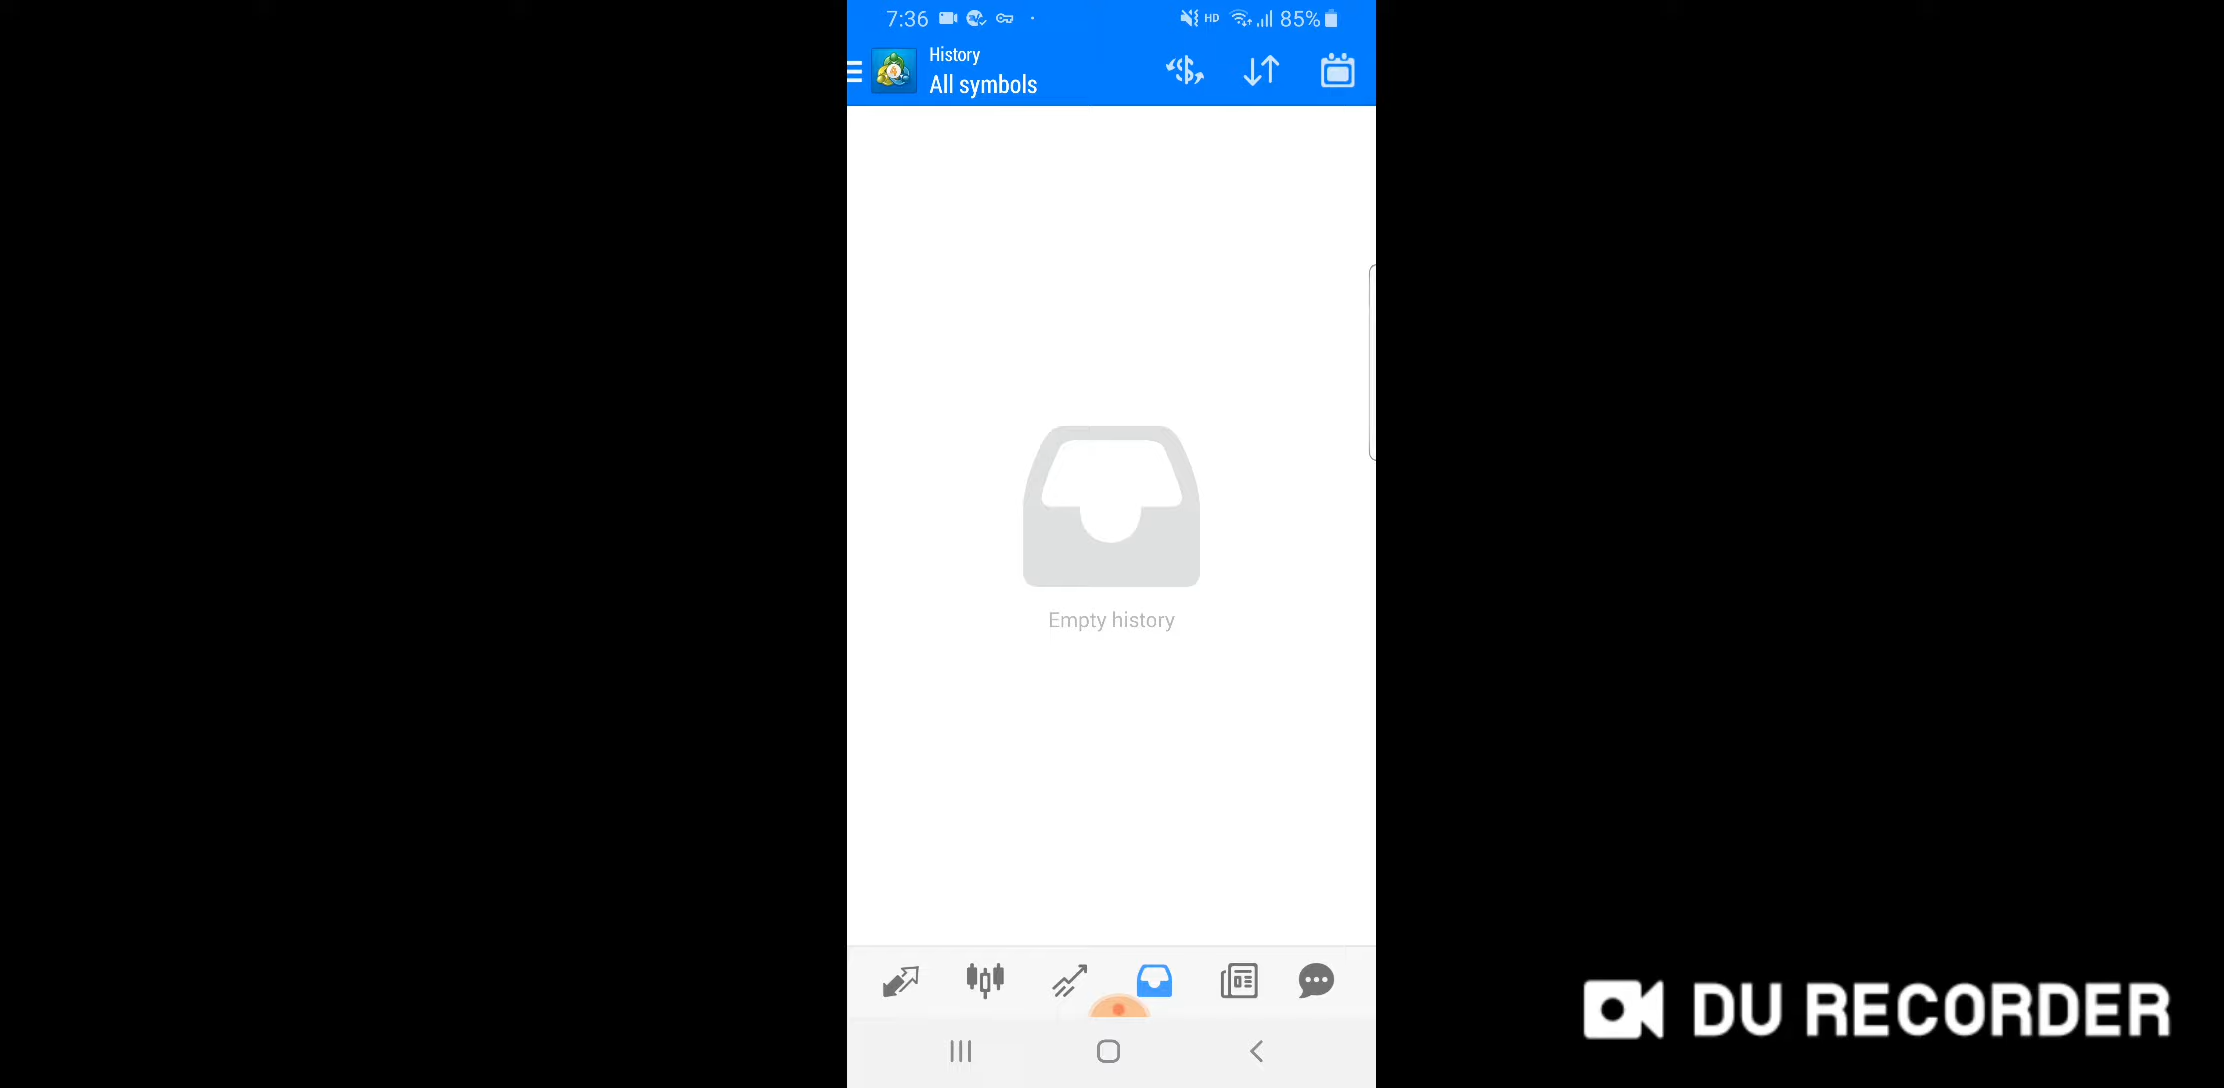 7:36
HD 85%
History
All symbols
Empty history
DU RECORDER